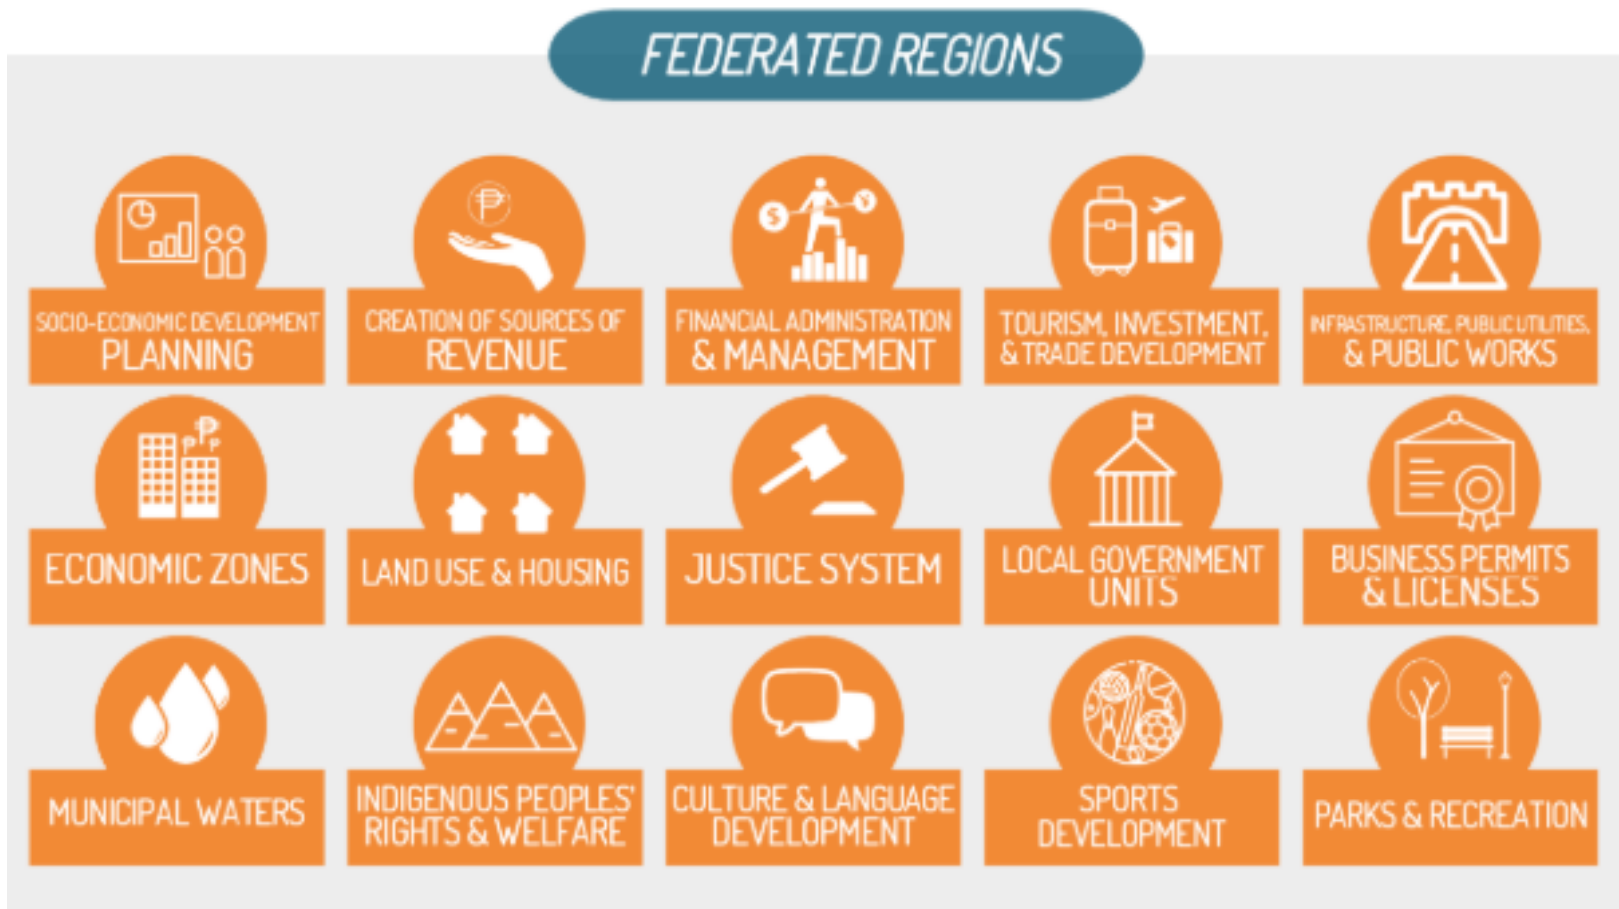 FEDERATED REGIONS
SOCIO-ECONOMIC DEVELOPMENT
PLANNING
CREATION OF SOURCES OF
REVENUE
FINANCIAL ADMINISTRATION
& MANAGEMENT
TOURISM, INVESTMENT,
& TRADE DEVELOPMENT
INFRASTRUCTURE, PUBLIC UTILITIES,
& PUBLIC WORKS
ECONOMIC ZONES
LAND USE & HOUSING
JUSTICE SYSTEM
LOCAL GOVERNMENT
UNITS
BUSINESS PERMITS
& LICENSES
MUNICIPAL WATERS
INDIGENOUS PEOPLES'
RIGHTS & WELFARE
CULTURE & LANGUAGE
DEVELOPMENT
SPORTS
DEVELOPMENT
PARKS & RECREATION